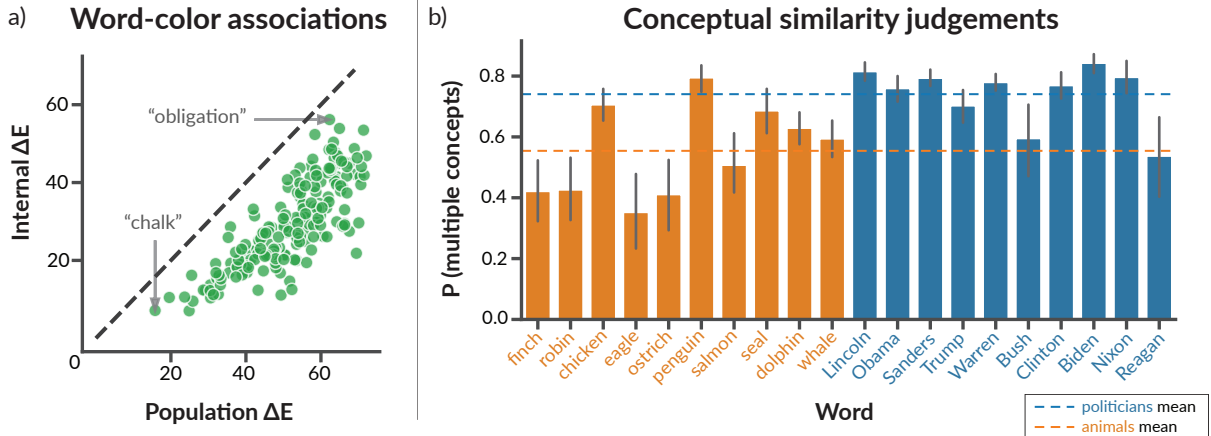 a)
Word-color associations
Internal ΔE
60
40
20
0
20
40
60
"obligation"
"chalk"
Population ΔE
b)
Conceptual similarity judgements
P (multiple concepts)
0.8
0.6
0.4
0.2
0.0
finch
robin
chicken
eagle
ostrich
penguin
salmon
seal
dolphin
whale
Lincoln
Obama
Sanders
Trump
Warren
Bush
Clinton
Biden
Nixon
Reagan
Word
politicians mean
animals mean